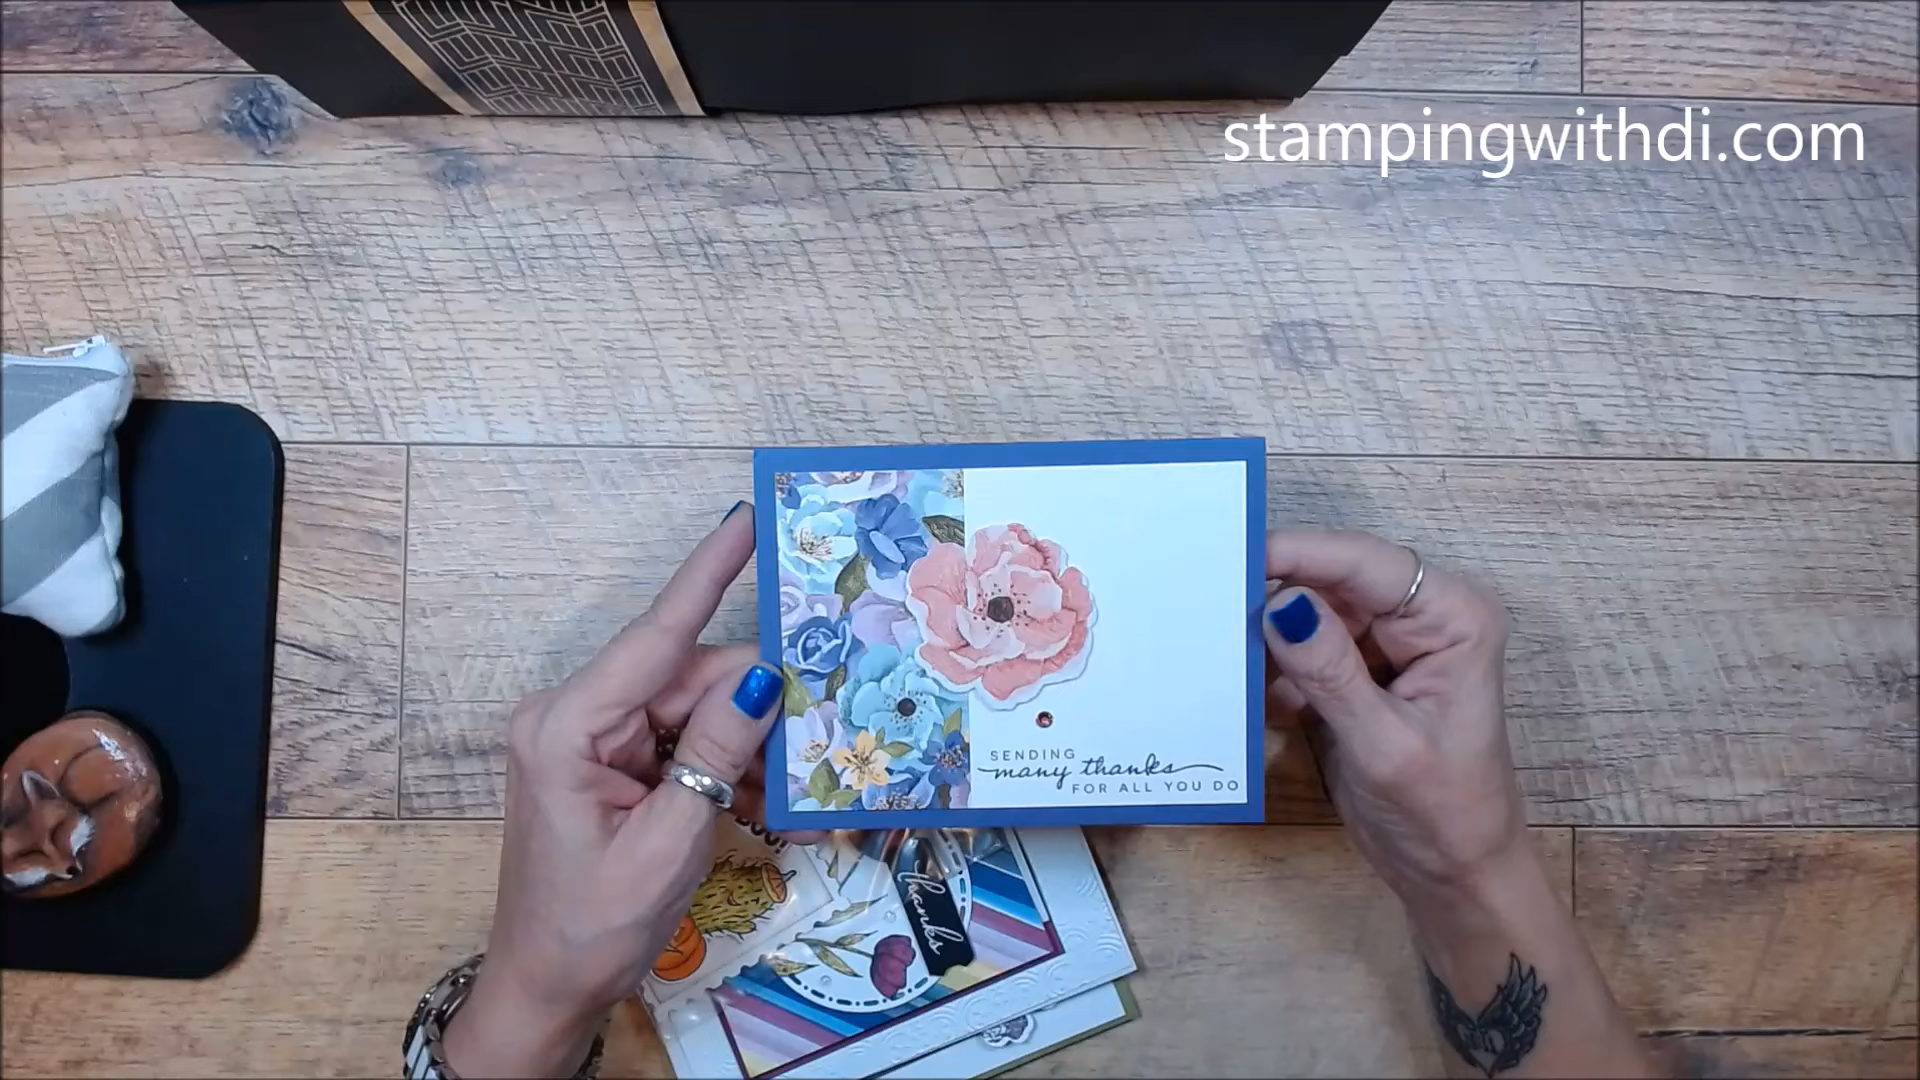 stampingwithdi.com
SENDING
many thanks
FOR ALL YOU DO
thanks